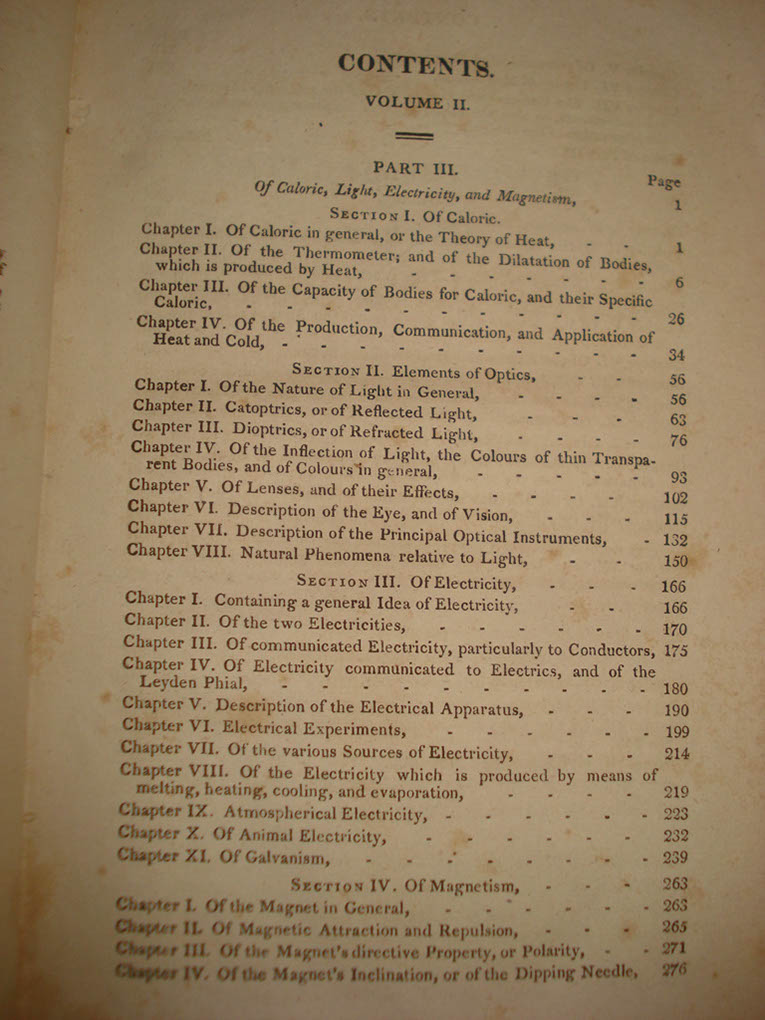 CONTENTS.
VOLUME II.
PART III. Page
Of Caloric, Light, Electricity, and Magnetism, 1
SECTION I. Of Caloric.
Chapter I. Of Caloric in general, or the Theory of Heat, - - 1
Chapter II. Of the Thermometer; and of the Dilatation of Bodies,
which is produced by Heat, - - - - - - 6
Chapter III. Of the Capacity of Bodies for Caloric, and their Specific
Caloric, - - - - - - - - - - 26
Chapter IV. Of the Production, Communication, and Application of
Heat and Cold, - - - - - - - - - 34
SECTION II. Elements of Optics, - - 56
Chapter I. Of the Nature of Light in General, - - - - 56
Chapter II. Catoptrics, or of Reflected Light, - - - 63
Chapter III. Dioptrics, or of Refracted Light, - - - - 76
Chapter IV. Of the Inflection of Light, the Colours of thin Transpa-
rent Bodies, and of Colours in general, - - - - - 93
Chapter V. Of Lenses, and of their Effects, - - - - 102
Chapter VI. Description of the Eye, and of Vision, - - - 115
Chapter VII. Description of the Principal Optical Instruments, - 132
Chapter VIII. Natural Phenomena relative to Light, - - 150
SECTION III. Of Electricity, - - 166
Chapter I. Containing a general Idea of Electricity, - - 166
Chapter II. Of the two Electricities, - - - - - - 170
Chapter III. Of communicated Electricity, particularly to Conductors, 175
Chapter IV. Of Electricity communicated to Electrics, and of the
Leyden Phial, - - - - - - - - - 180
Chapter V. Description of the Electrical Apparatus, - - - 190
Chapter VI. Electrical Experiments, - - - - - - 199
Chapter VII. Of the various Sources of Electricity, - - - 214
Chapter VIII. Of the Electricity which is produced by means of
melting, heating, cooling, and evaporation, - - - - 219
Chapter IX. Atmospherical Electricity, - - - - - - 223
Chapter X. Of Animal Electricity, - - - - - - 232
Chapter XI. Of Galvanism, - - - - - - - - 239
SECTION IV. Of Magnetism, - - - 263
Chapter I. Of the Magnet in General, - - - - - - 263
Chapter II. Of Magnetic Attraction and Repulsion, - - - 265
Chapter III. Of the Magnet's directive Property, or Polarity, - - 271
Chapter IV. Of the Magnet's Inclination, or of the Dipping Needle, 276